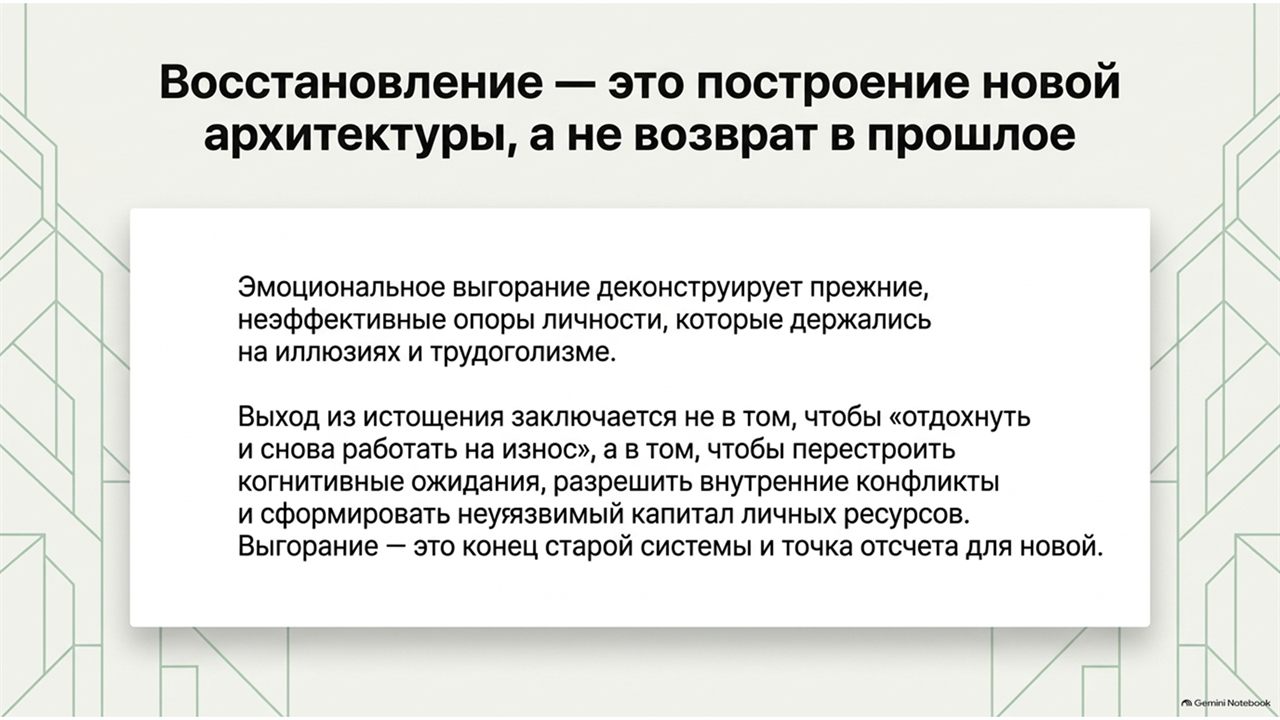 Восстановление — это построение новой
архитектуры, а не возврат в прошлое
Эмоциональное выгорание деконструирует прежние,
неэффективные опоры личности, которые держались
на иллюзиях и трудоголизме.
Выход из истощения заключается не в том, чтобы «отдохнуть
и снова работать на износ», а в том, чтобы перестроить
когнитивные ожидания, разрешить внутренние конфликты
и сформировать неуязвимый капитал личных ресурсов.
Выгорание — это конец старой системы и точка отсчета для новой.
Gemini Notebook